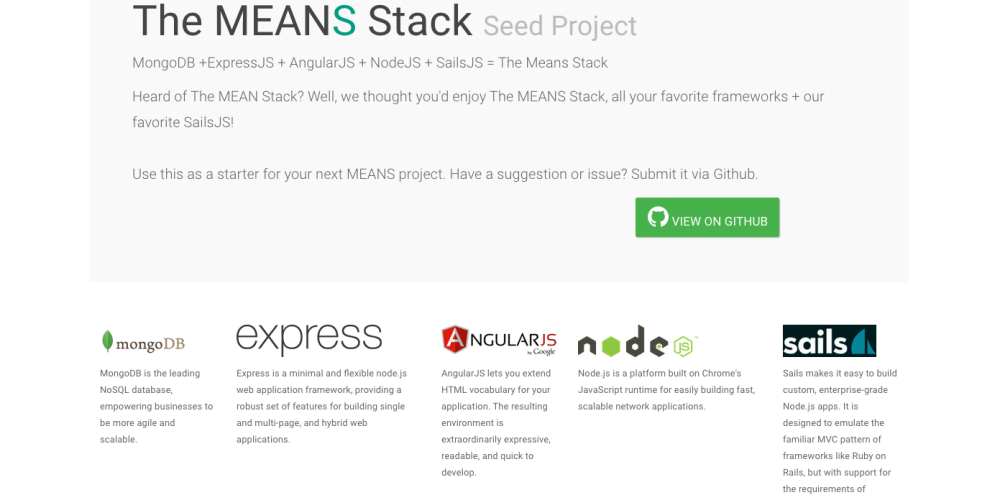 The MEANS Stack Seed Project
MongoDB +ExpressJS + AngularJS + NodeJS + SailsJS = The Means Stack
Heard of The MEAN Stack? Well, we thought you'd enjoy The MEANS Stack, all your favorite frameworks + our
favorite SailsJS!
Use this as a starter for your next MEANS project. Have a suggestion or issue? Submit it via Github.
VIEW ON GITHUB
mongoDB
MongoDB is the leading
NoSQL database,
empowering businesses to
be more agile and
scalable.
express
Express is a minimal and flexible node.js
web application framework, providing a
robust set of features for building single
and multi-page, and hybrid web
applications.
ANGULARJS
by Google
AngularJS lets you extend
HTML vocabulary for your
application. The resulting
environment is
extraordinarily expressive,
readable, and quick to
develop.
node JS
Node.js is a platform built on Chrome's
JavaScript runtime for easily building fast,
scalable network applications.
sails
Sails makes it easy to build
custom, enterprise-grade
Node.js apps. It is
designed to emulate the
familiar MVC pattern of
frameworks like Ruby on
Rails, but with support for
the requirements of